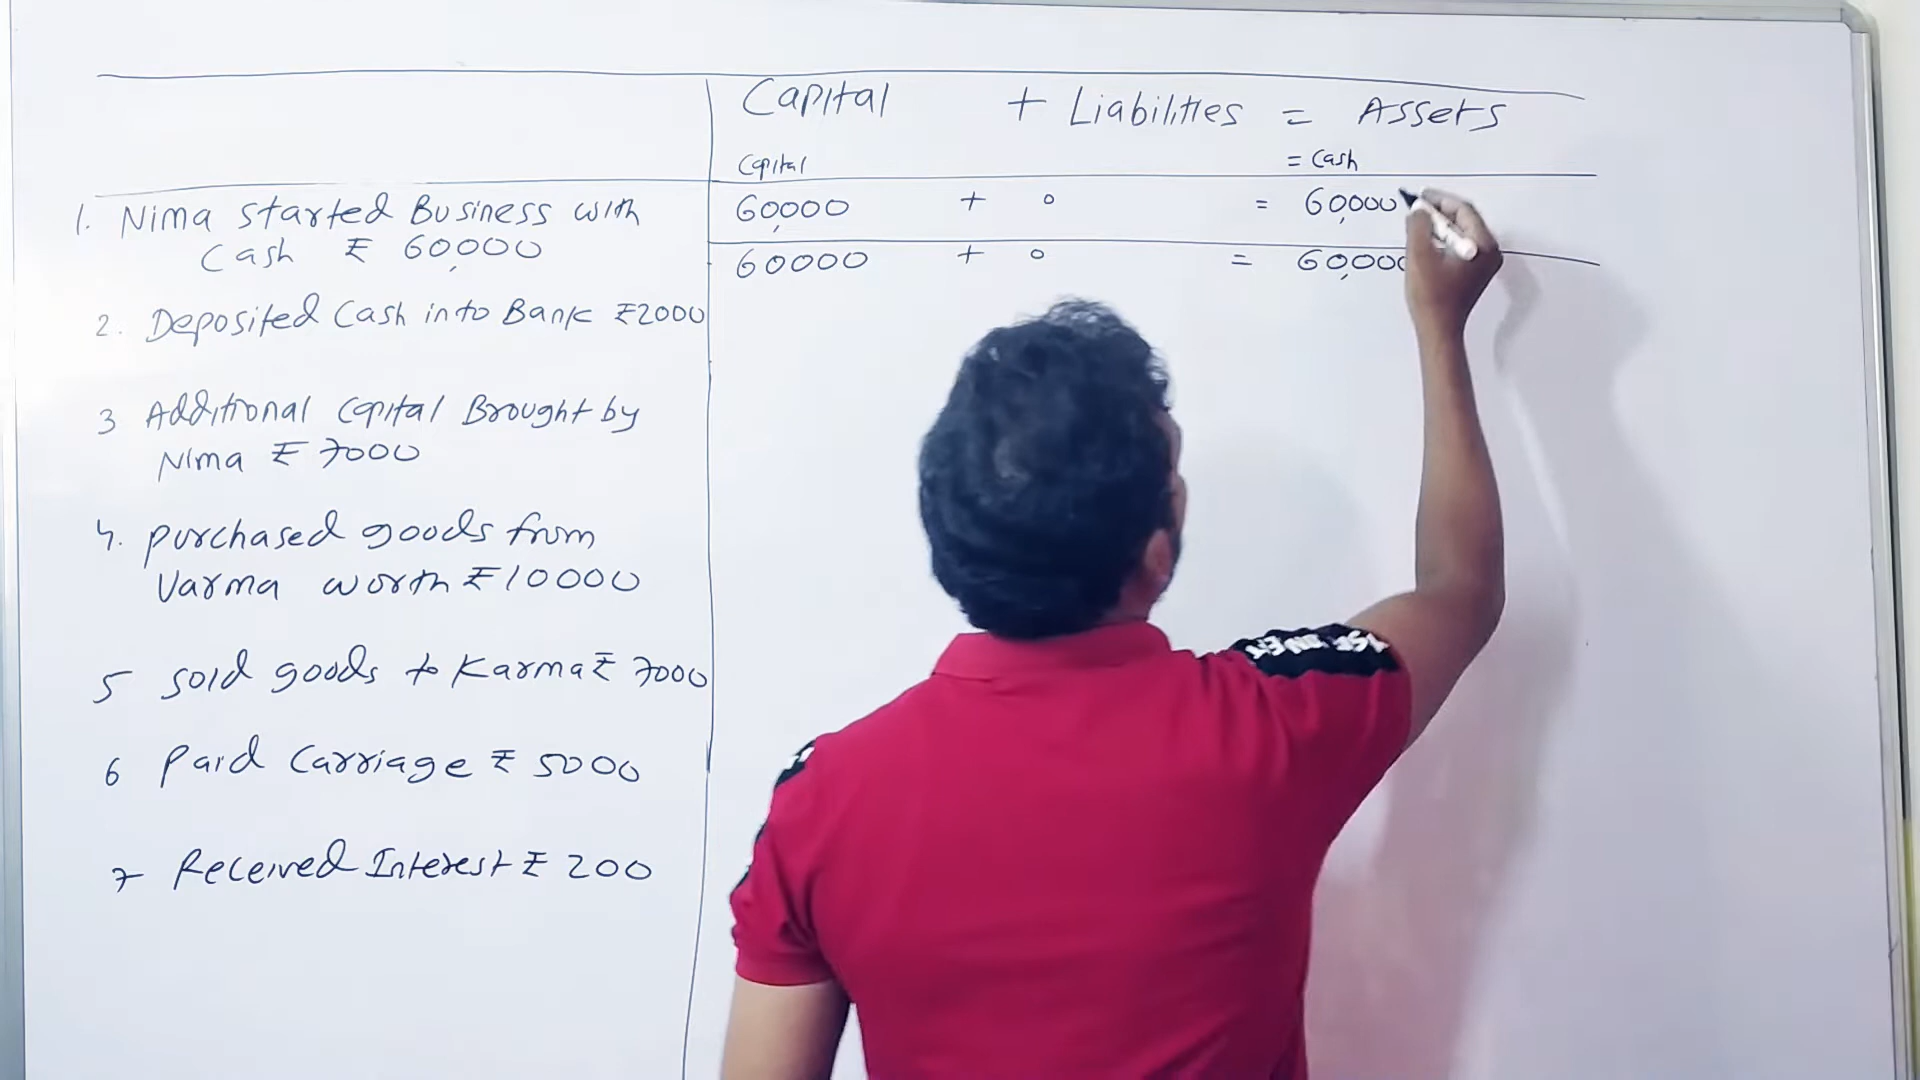 Capital + Liabilities = Assets
Capital = Cash
1. Nima started Business with
Cash ₹ 60,000
60,000 + 0 = 60,000
60000 + 0 = 60,000
2. Deposited Cash into Bank ₹2000
3 Additional Capital Brought by
Nima ₹ 7000
4. purchased goods from
Varma worth ₹10000
5 sold goods to Karma ₹ 7000
6 Paid Carriage ₹ 5000
7 Received Interest ₹ 200